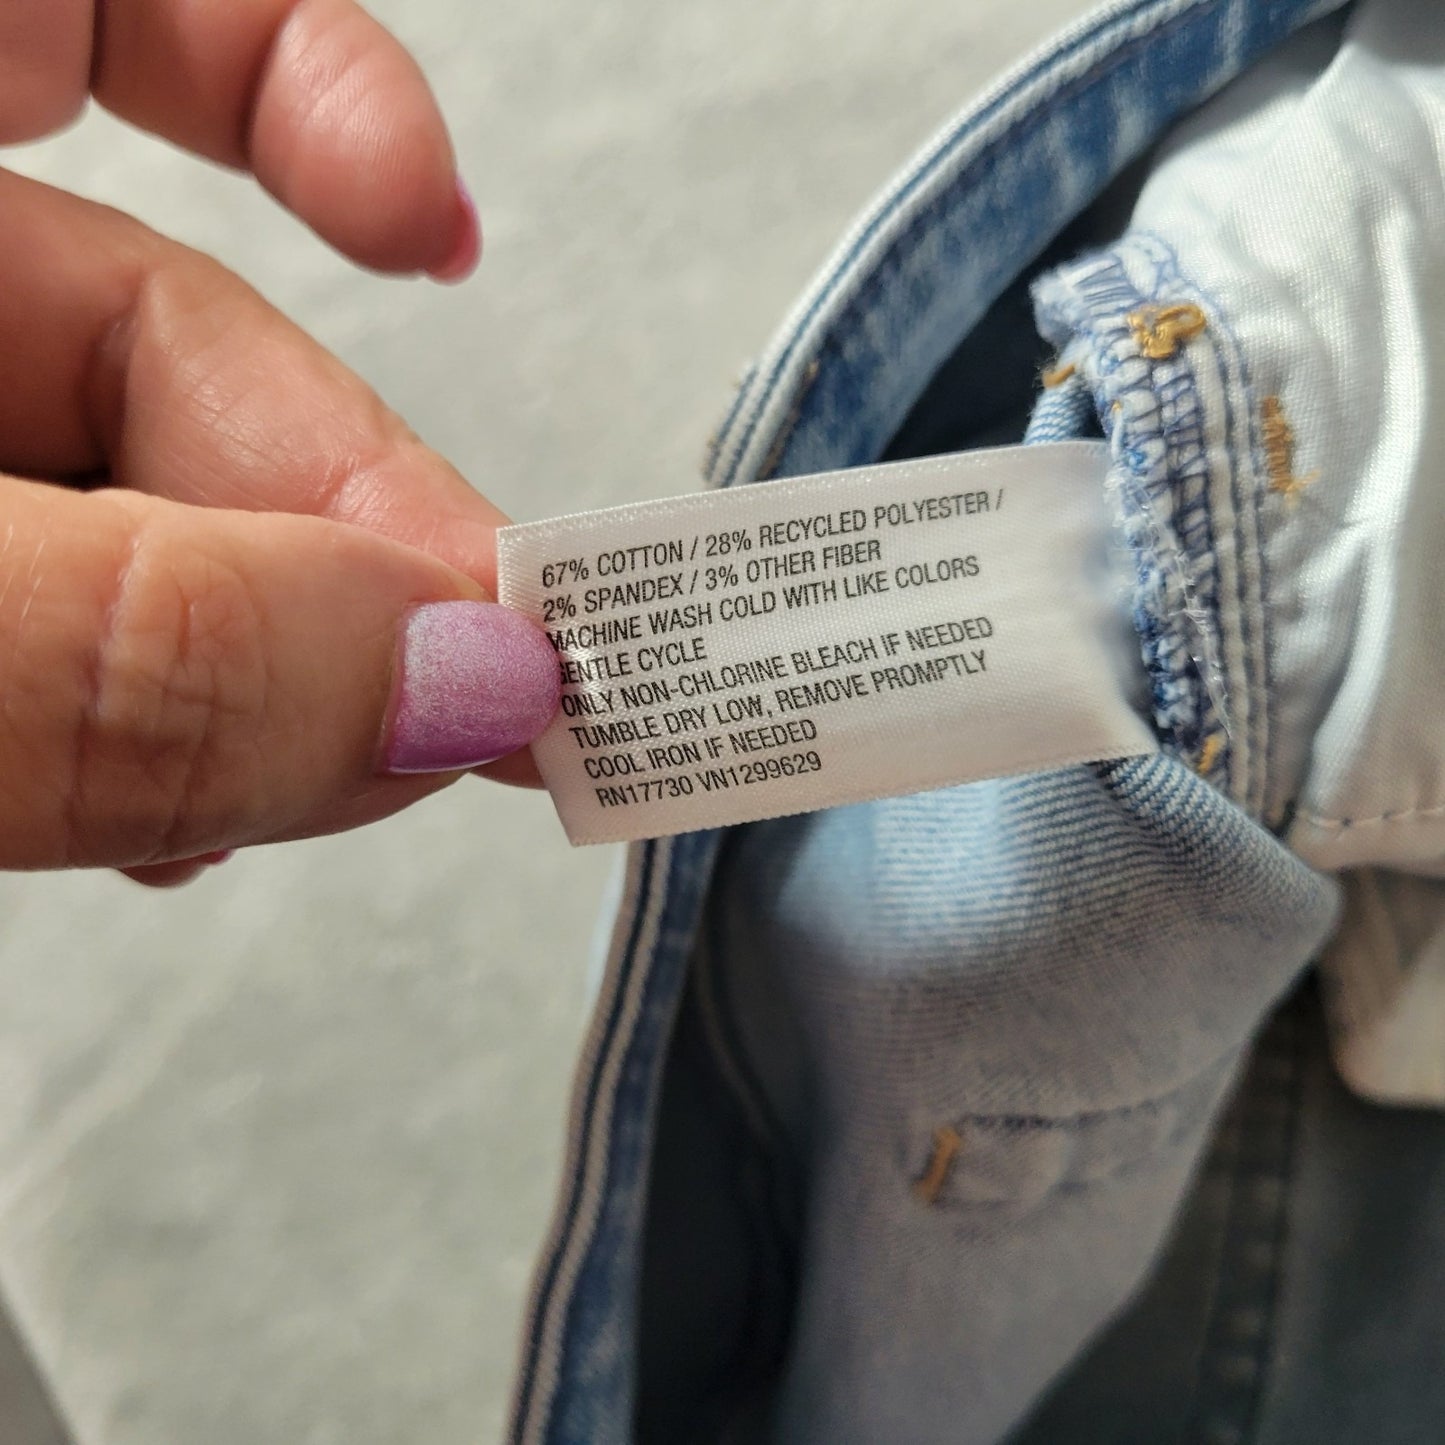 67% COTTON / 28% RECYCLED POLYESTER /
2% SPANDEX / 3% OTHER FIBER
MACHINE WASH COLD WITH LIKE COLORS
GENTLE CYCLE
ONLY NON-CHLORINE BLEACH IF NEEDED
TUMBLE DRY LOW, REMOVE PROMPTLY
COOL IRON IF NEEDED
RN17730 VN1299629